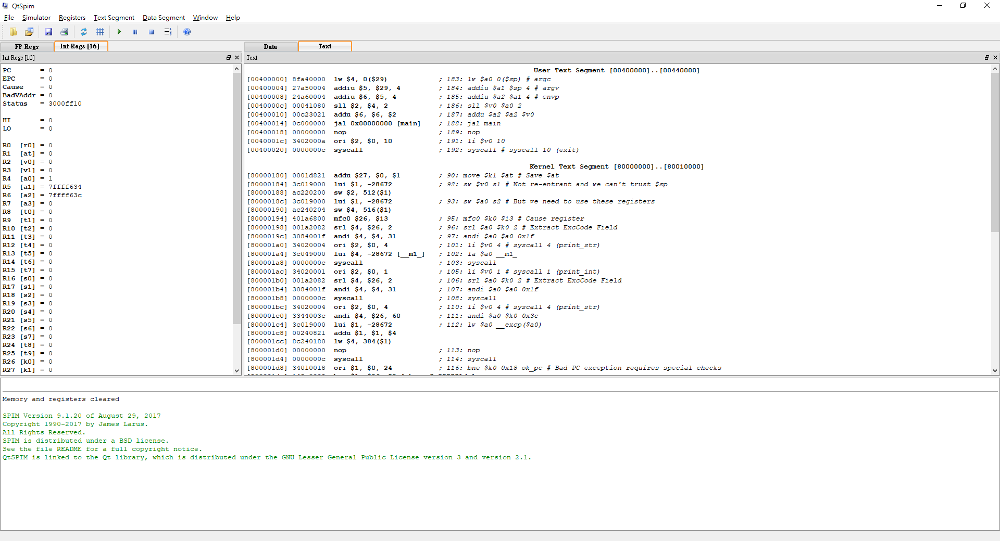 QtSpim
File Simulator Registers Text Segment Data Segment Window Help
FP Regs Int Regs [16] Data Text
Int Regs [16]
PC = 0
EPC = 0
Cause = 0
BadVAddr = 0
Status = 3000ff10
HI = 0
LO = 0
R0 [r0] = 0
R1 [at] = 0
R2 [v0] = 0
R3 [v1] = 0
R4 [a0] = 1
R5 [a1] = 7ffff634
R6 [a2] = 7ffff63c
R7 [a3] = 0
R8 [t0] = 0
R9 [t1] = 0
R10 [t2] = 0
R11 [t3] = 0
R12 [t4] = 0
R13 [t5] = 0
R14 [t6] = 0
R15 [t7] = 0
R16 [s0] = 0
R17 [s1] = 0
R18 [s2] = 0
R19 [s3] = 0
R20 [s4] = 0
R21 [s5] = 0
R22 [s6] = 0
R23 [s7] = 0
R24 [t8] = 0
R25 [t9] = 0
R26 [k0] = 0
R27 [k1] = 0
Text
User Text Segment [00400000]..[00440000]
[00400000] 8fa40000 lw $4, 0($29) ; 183: lw $a0 0($sp) # argc
[00400004] 27a50004 addiu $5, $29, 4 ; 184: addiu $a1 $sp 4 # argv
[00400008] 24a60004 addiu $6, $5, 4 ; 185: addiu $a2 $a1 4 # envp
[0040000c] 00041080 sll $2, $4, 2 ; 186: sll $v0 $a0 2
[00400010] 00c23021 addu $6, $6, $2 ; 187: addu $a2 $a2 $v0
[00400014] 0c000000 jal 0x00000000 [main] ; 188: jal main
[00400018] 00000000 nop ; 189: nop
[0040001c] 3402000a ori $2, $0, 10 ; 191: li $v0 10
[00400020] 0000000c syscall ; 192: syscall # syscall 10 (exit)
Kernel Text Segment [80000000]..[80010000]
[80000180] 0001d821 addu $27, $0, $1 ; 90: move $k1 $at # Save $at
[80000184] 3c019000 lui $1, -28672 ; 92: sw $v0 s1 # Not re-entrant and we can't trust $sp
[80000188] ac220200 sw $2, 512($1)
[8000018c] 3c019000 lui $1, -28672 ; 93: sw $a0 s2 # But we need to use these registers
[80000190] ac240204 sw $4, 516($1)
[80000194] 401a6800 mfc0 $26, $13 ; 95: mfc0 $k0 $13 # Cause register
[80000198] 001a2082 srl $4, $26, 2 ; 96: srl $a0 $k0 2 # Extract ExcCode Field
[8000019c] 3084001f andi $4, $4, 31 ; 97: andi $a0 $a0 0x1f
[800001a0] 34020004 ori $2, $0, 4 ; 101: li $v0 4 # syscall 4 (print_str)
[800001a4] 3c049000 lui $4, -28672 [__m1_] ; 102: la $a0 __m1_
[800001a8] 0000000c syscall ; 103: syscall
[800001ac] 34020001 ori $2, $0, 1 ; 105: li $v0 1 # syscall 1 (print_int)
[800001b0] 001a2082 srl $4, $26, 2 ; 106: srl $a0 $k0 2 # Extract ExcCode Field
[800001b4] 3084001f andi $4, $4, 31 ; 107: andi $a0 $a0 0x1f
[800001b8] 0000000c syscall ; 108: syscall
[800001bc] 34020004 ori $2, $0, 4 ; 110: li $v0 4 # syscall 4 (print_str)
[800001c0] 3344003c andi $4, $26, 60 ; 111: andi $a0 $k0 0x3c
[800001c4] 3c019000 lui $1, -28672 ; 112: lw $a0 __excp($a0)
[800001c8] 00240821 addu $1, $1, $4
[800001cc] 8c240180 lw $4, 384($1)
[800001d0] 00000000 nop ; 113: nop
[800001d4] 0000000c syscall ; 114: syscall
[800001d8] 34010018 ori $1, $0, 24 ; 116: bne $k0 0x18 ok_pc # Bad PC exception requires special checks
Memory and registers cleared
SPIM Version 9.1.20 of August 29, 2017
Copyright 1990-2017 by James Larus.
All Rights Reserved.
SPIM is distributed under a BSD license.
See the file README for a full copyright notice.
QtSPIM is linked to the Qt library, which is distributed under the GNU Lesser General Public License version 3 and version 2.1.